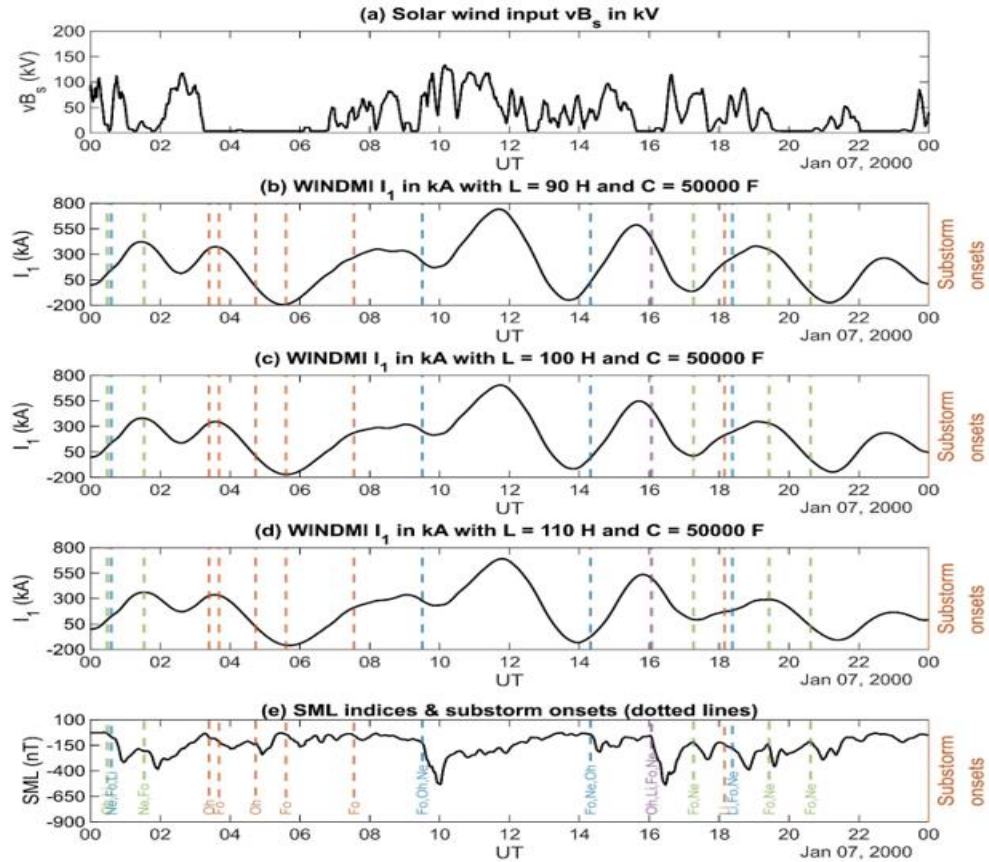 (a) Solar wind input vBs in kV
vBs (kV)
200
150
100
50
0
00 02 04 06 08 10 12 14 16 18 20 22 00
UT
Jan 07, 2000
(b) WINDMI I1 in kA with L = 90 H and C = 50000 F
I1 (kA)
800
550
300
50
-200
Substorm
onsets
00 02 04 06 08 10 12 14 16 18 20 22 00
UT
Jan 07, 2000
(c) WINDMI I1 in kA with L = 100 H and C = 50000 F
I1 (kA)
800
550
300
50
-200
Substorm
onsets
00 02 04 06 08 10 12 14 16 18 20 22 00
UT
Jan 07, 2000
(d) WINDMI I1 in kA with L = 110 H and C = 50000 F
I1 (kA)
800
550
300
50
-200
Substorm
onsets
00 02 04 06 08 10 12 14 16 18 20 22 00
UT
Jan 07, 2000
(e) SML indices & substorm onsets (dotted lines)
SML (nT)
100
-150
-400
-650
-900
Ne,Fo,Li
Ne,Fo
Oh
Fo
Oh
Fo
Fo
Fo,Oh,Ne
Fo,Ne,Oh
Oh,Li,Fo,Ne
Fo,Ne
Li
Li,Fo,Ne
Fo,Ne
Fo,Ne
Substorm
onsets
00 02 04 06 08 10 12 14 16 18 20 22 00
UT
Jan 07, 2000